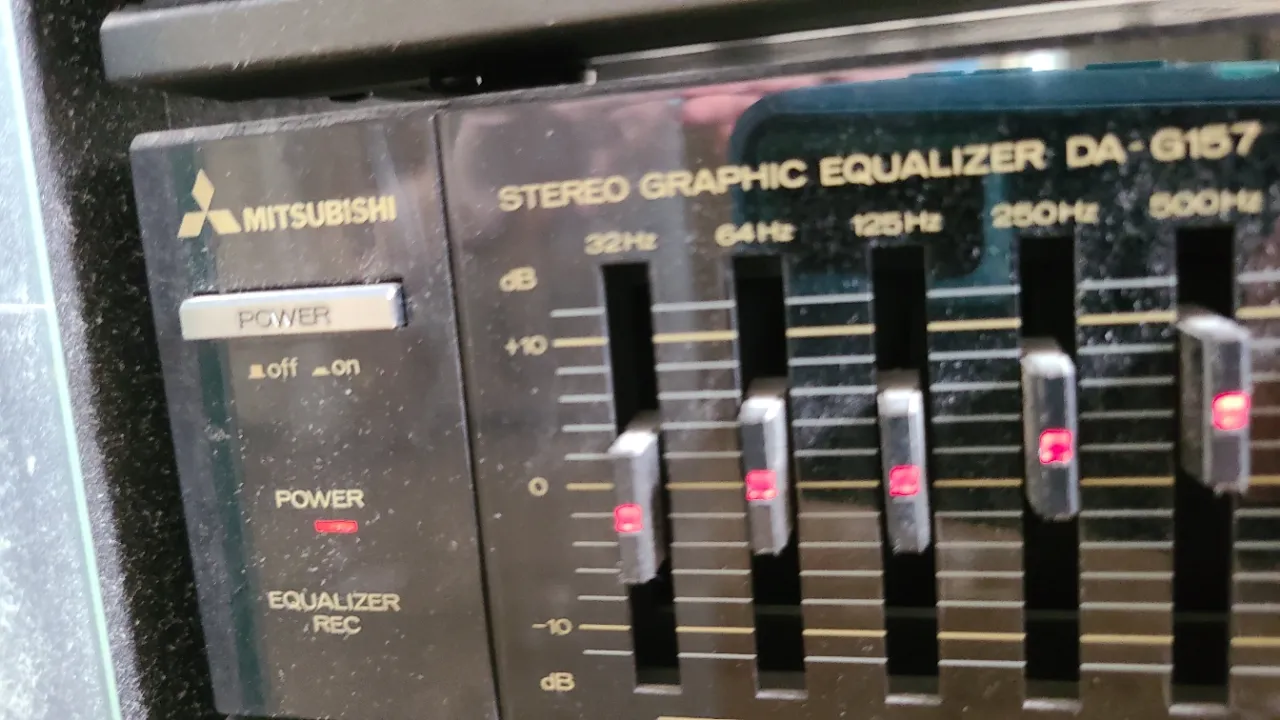 MITSUBISHI
POWER
off on
POWER
EQUALIZER
REC
STEREO GRAPHIC EQUALIZER DA-G157
32Hz 64Hz 125Hz 250Hz 500Hz
dB
+10
0
-10
dB